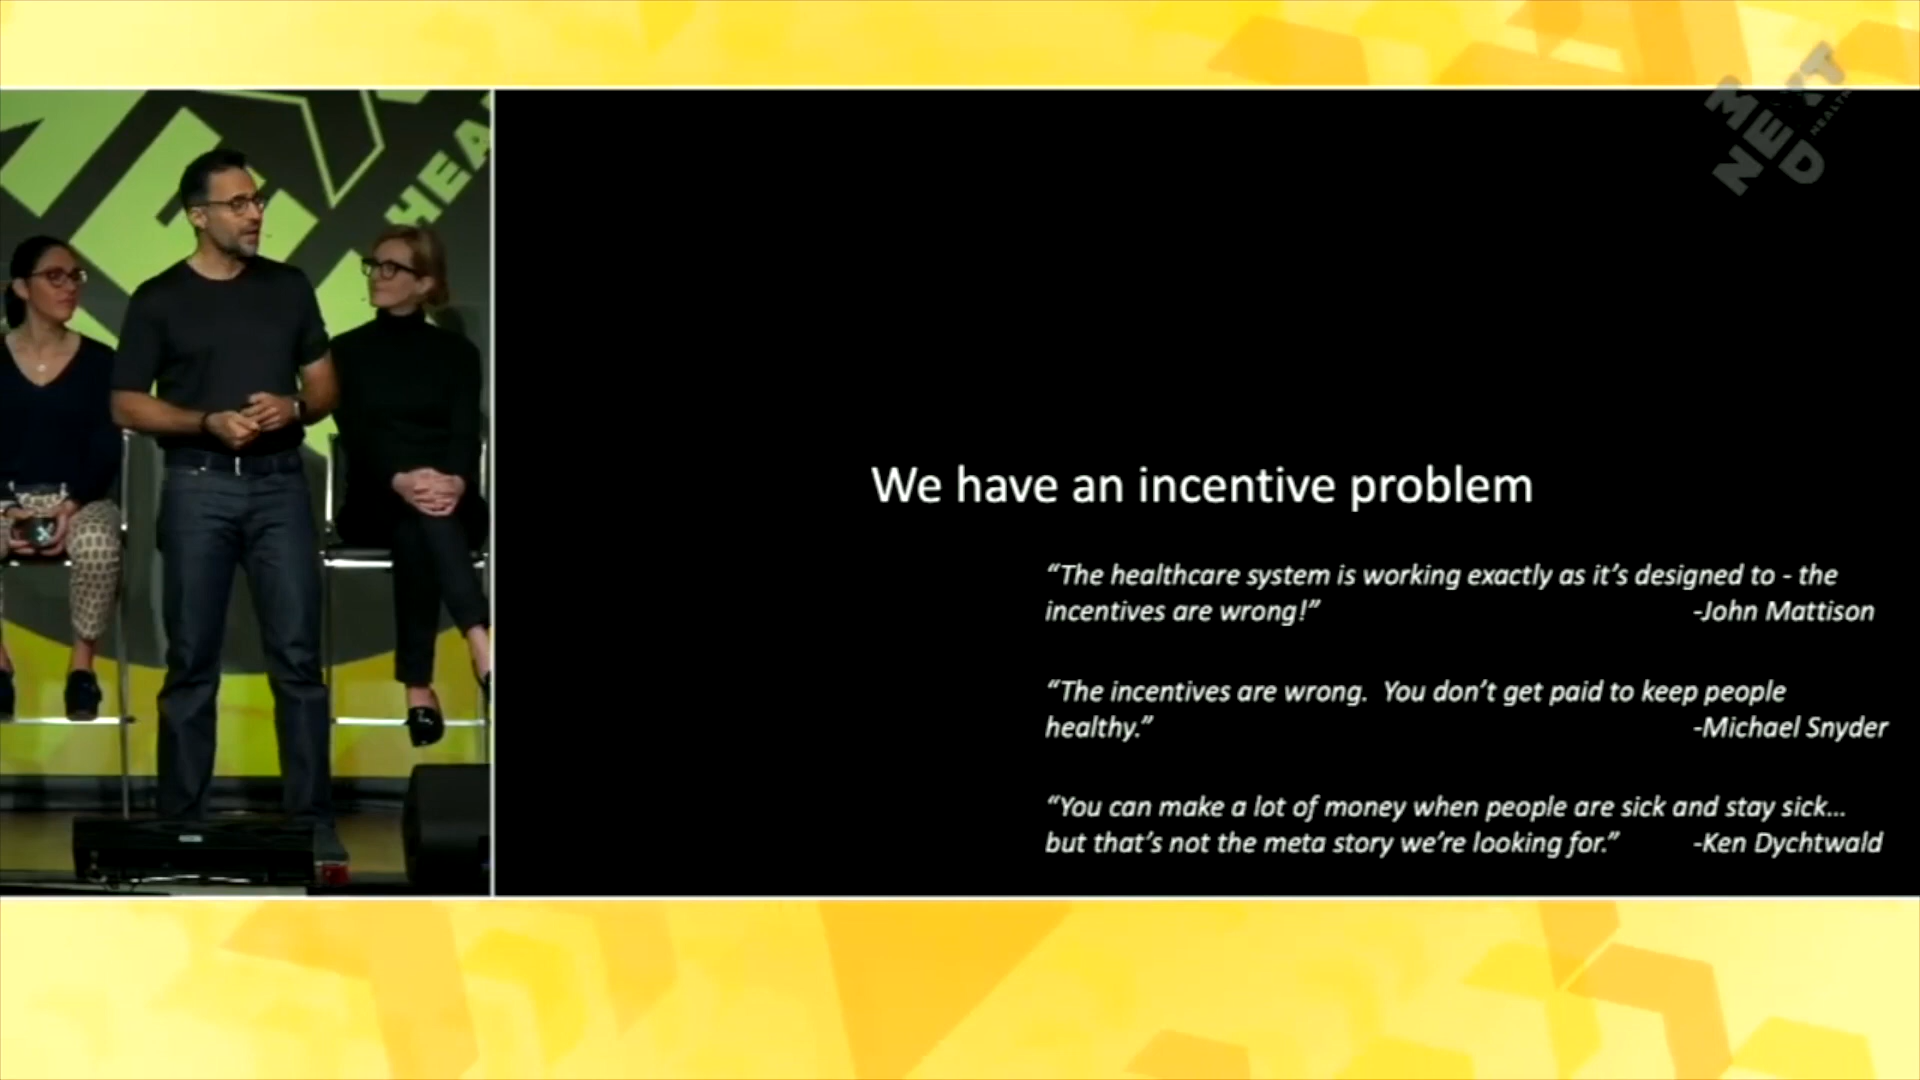 NEXT
MED
HEALTH
HEA
We have an incentive problem
“The healthcare system is working exactly as it’s designed to - the
incentives are wrong!” -John Mattison
“The incentives are wrong.  You don’t get paid to keep people
healthy.” -Michael Snyder
“You can make a lot of money when people are sick and stay sick...
but that’s not the meta story we’re looking for.” -Ken Dychtwald